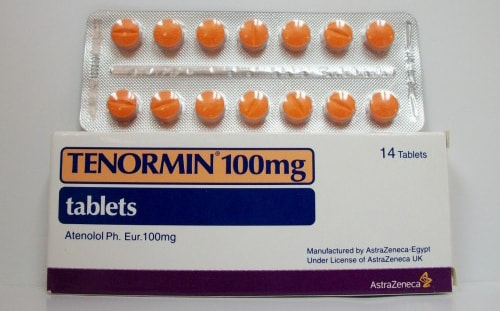 TENORMIN® 100mg
14 Tablets
tablets
Atenolol Ph. Eur.100mg
Manufactured by AstraZeneca-Egypt
Under License of AstraZeneca UK
AstraZeneca